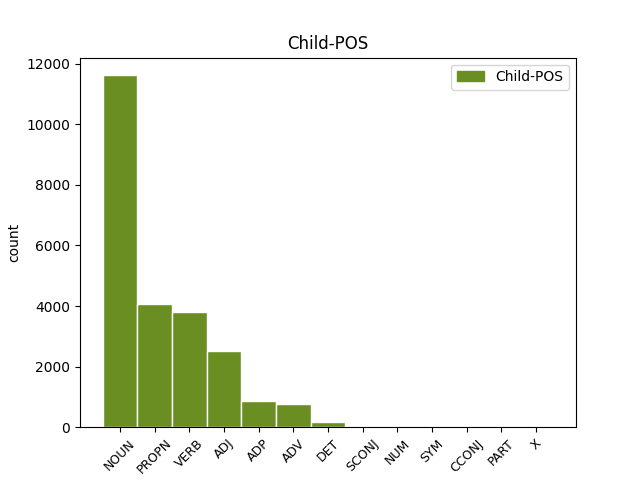 Child-POS
Child-POS
12000
10000
8000
6000
4000
2000
0
count
NOUN PROPN VERB ADJ ADP ADV DET SCONJ NUM SYM CCONJ PART X